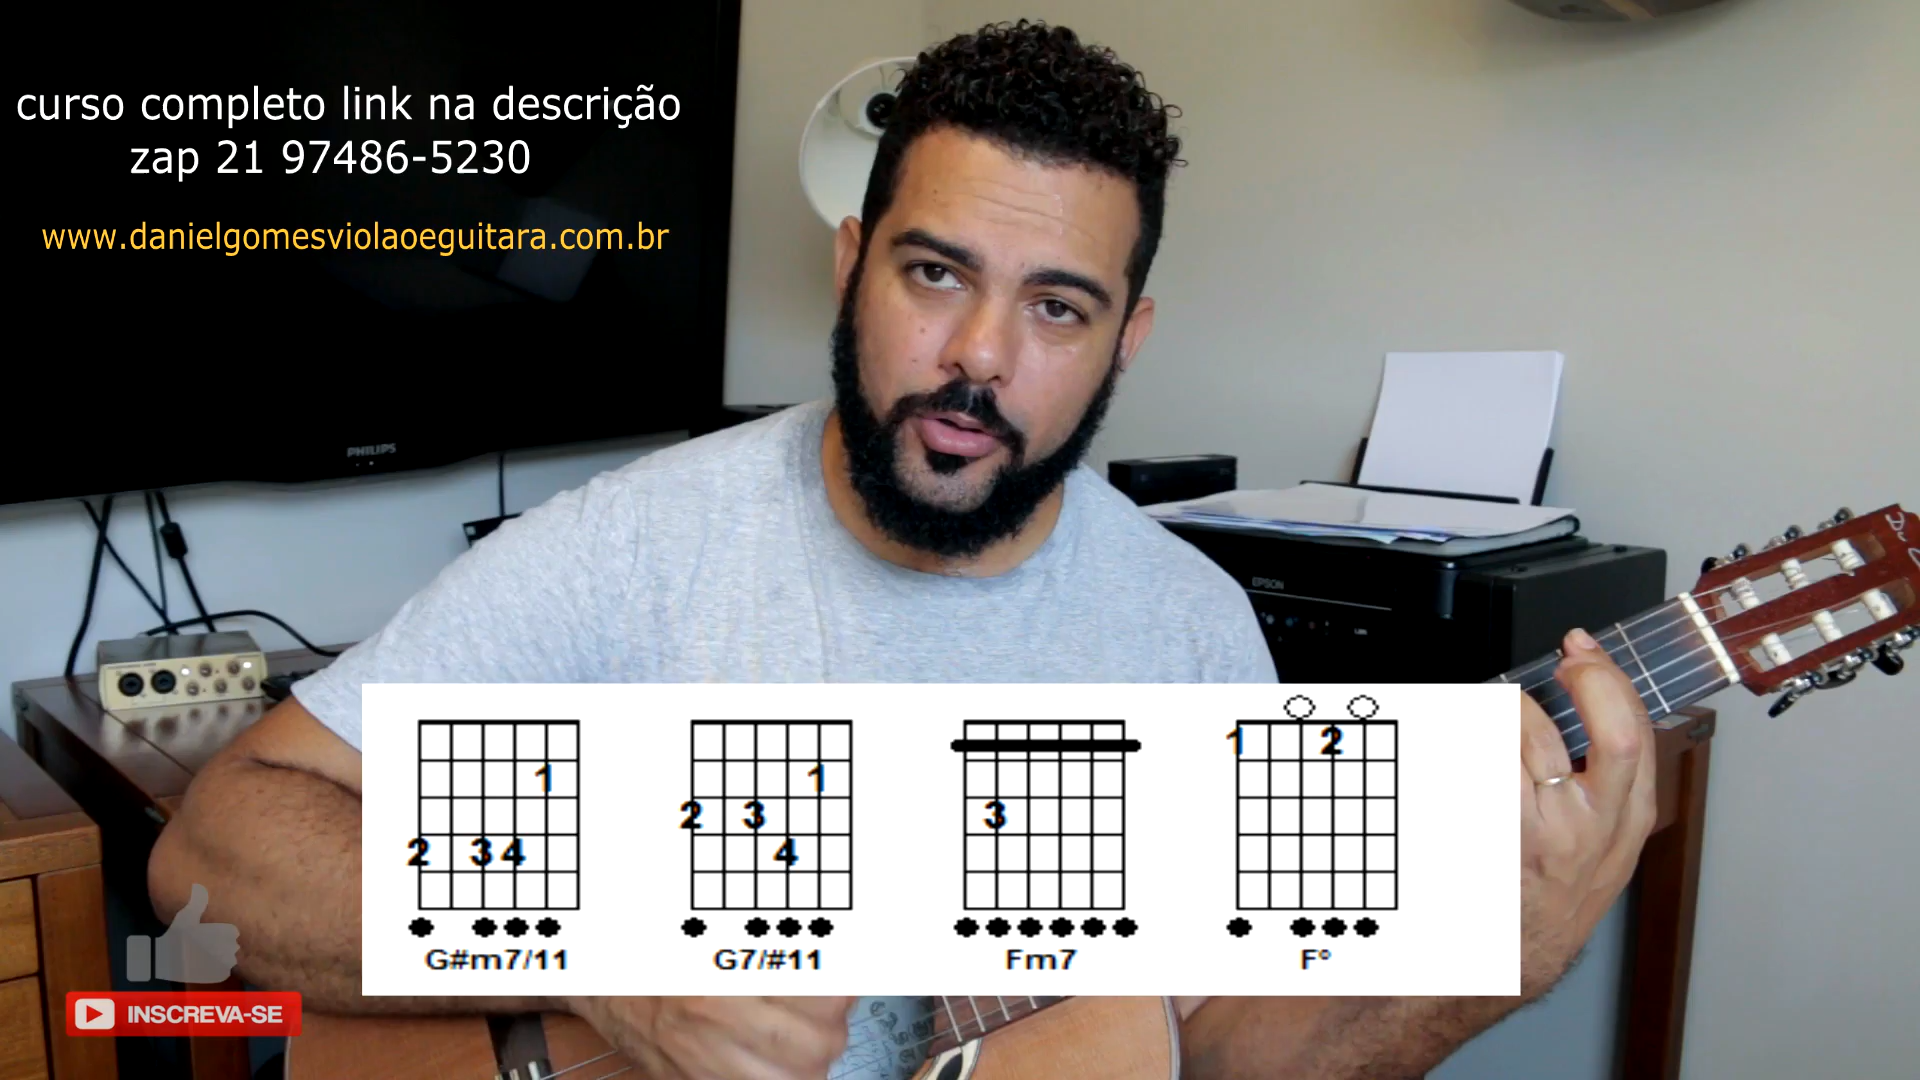 curso completo link na descrição
zap 21 97486-5230
www.danielgomesviolaoeguitara.com.br
PHILIPS
EPSON
1
2 3 4
G#m7/11
1
2 3
4
G7/#11
3
Fm7
1 2
F°
INSCREVA-SE